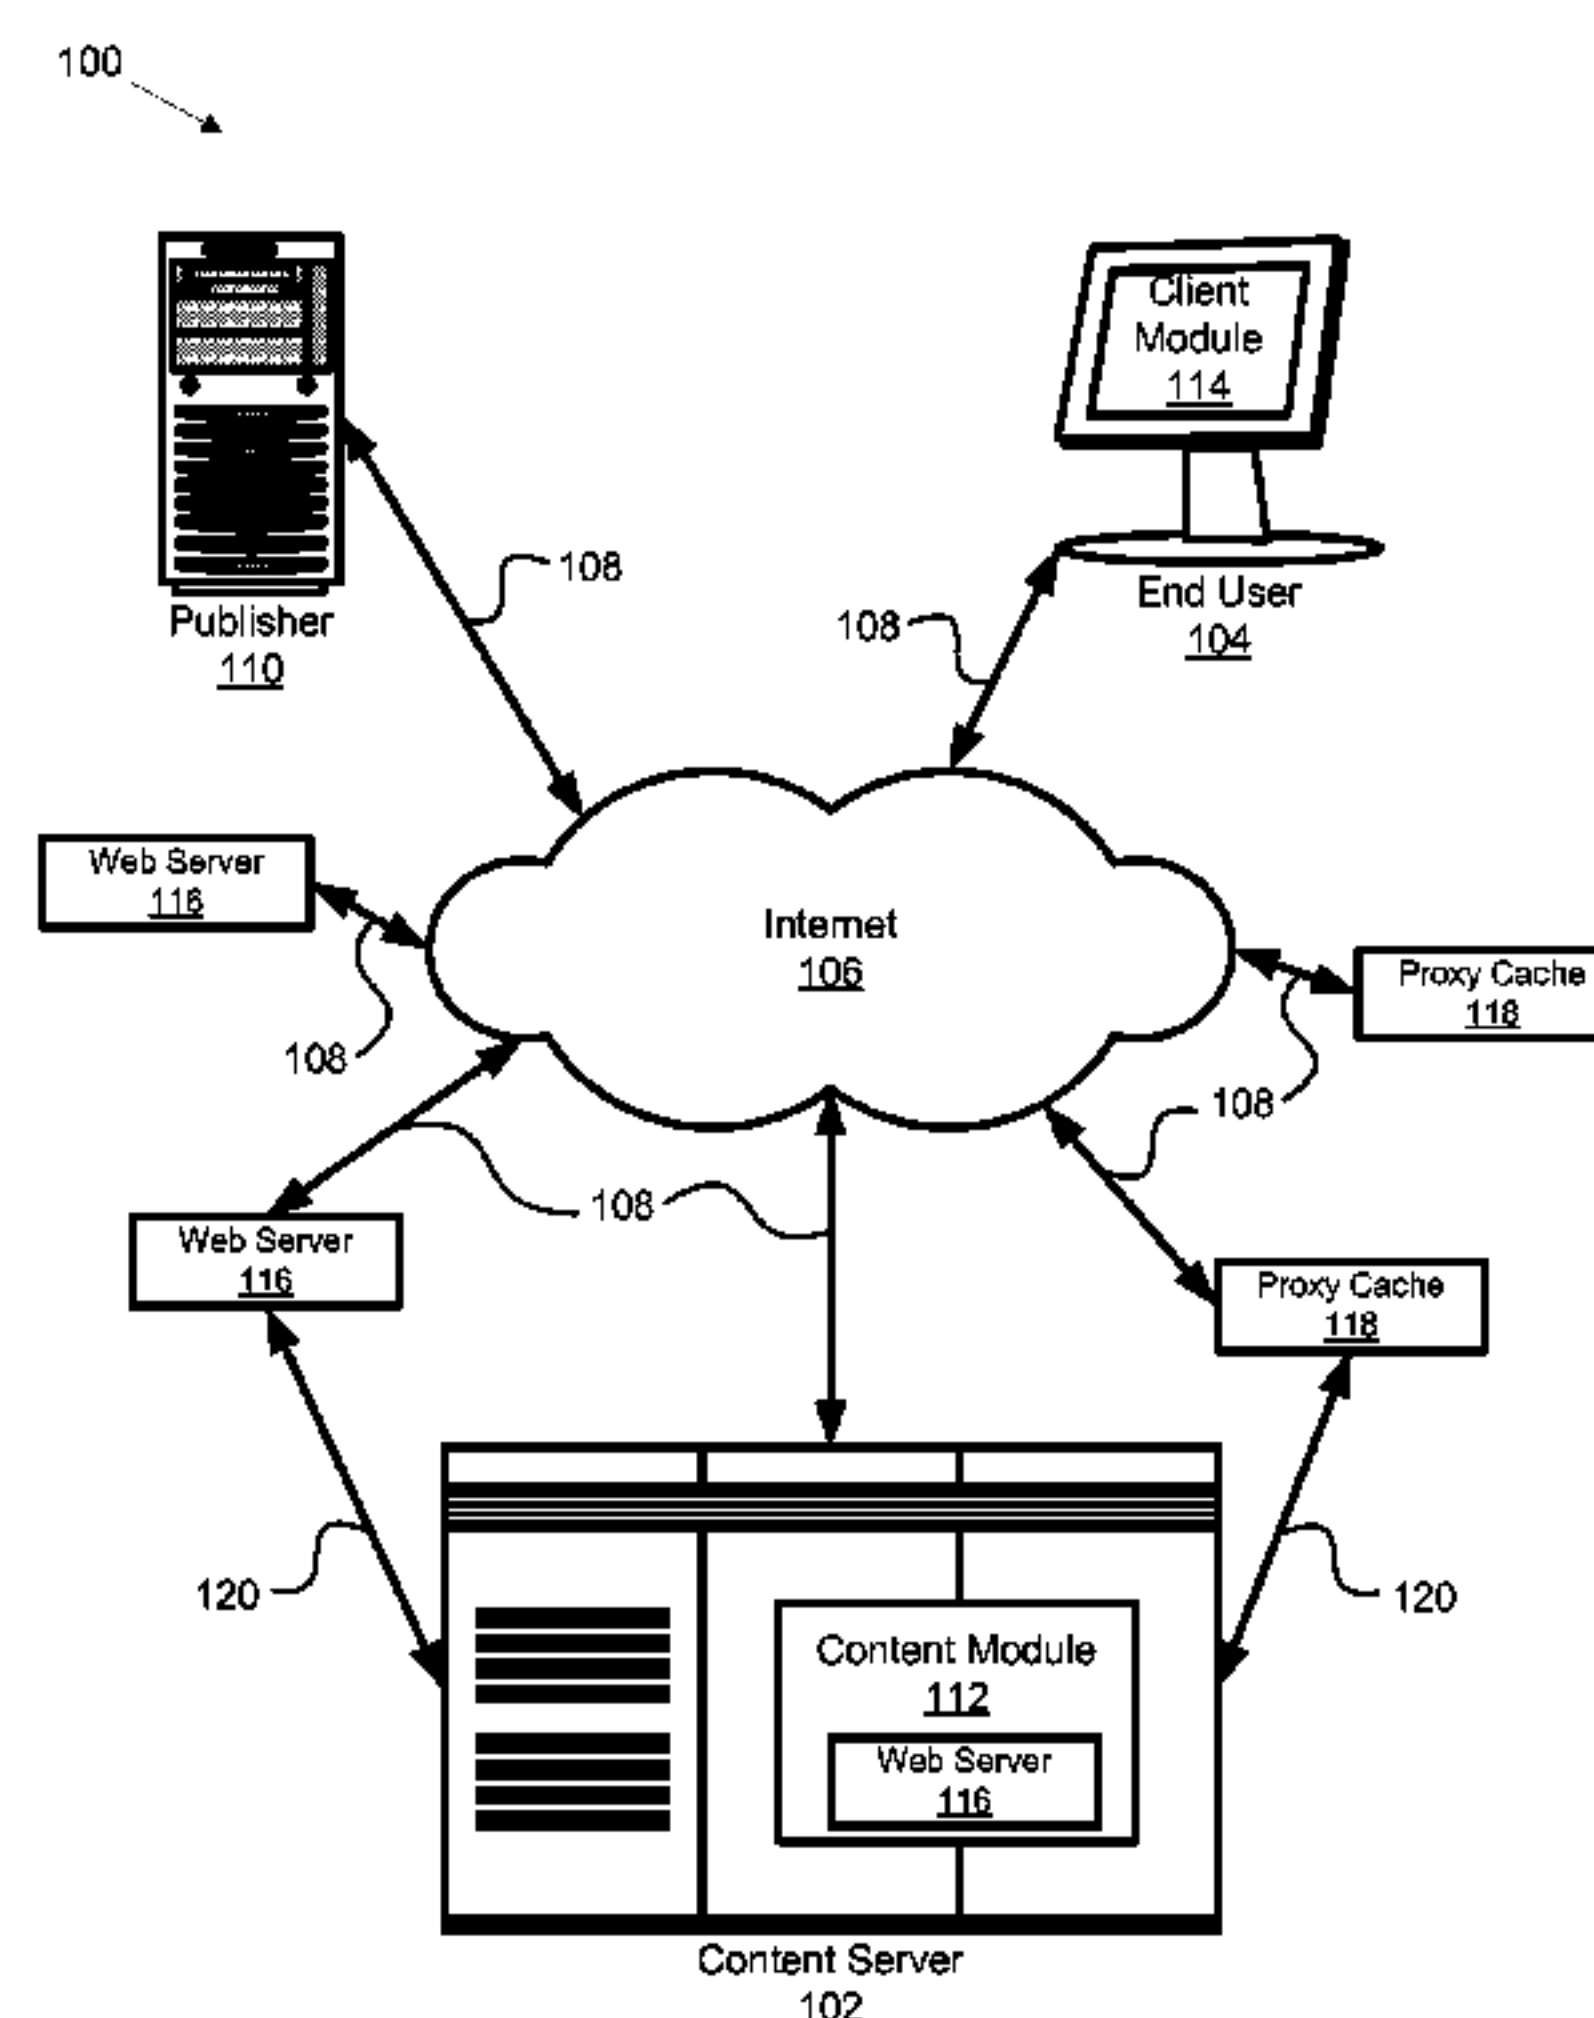 100
Client
Module
114
108
Publisher
110
108
End User
104
Web Server
116
Internet
106
Proxy Cache
118
108
108
108
Web Server
116
Proxy Cache
118
120
120
Content Module
112
Web Server
116
Content Server
102